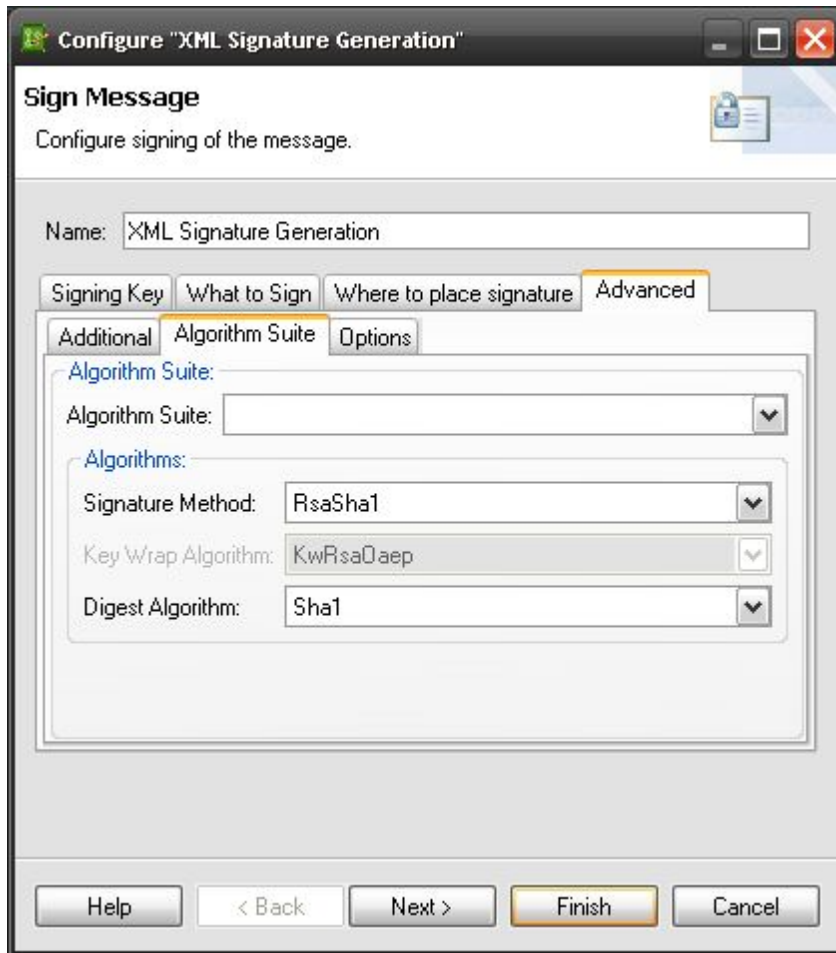 Configure "XML Signature Generation"
Sign Message
Configure signing of the message.
Name: XML Signature Generation
Signing Key What to Sign Where to place signature Advanced
Additional Algorithm Suite Options
Algorithm Suite:
Algorithm Suite:
Algorithms:
Signature Method: RsaSha1
Key Wrap Algorithm: KwRsaOaep
Digest Algorithm: Sha1
Help < Back Next > Finish Cancel